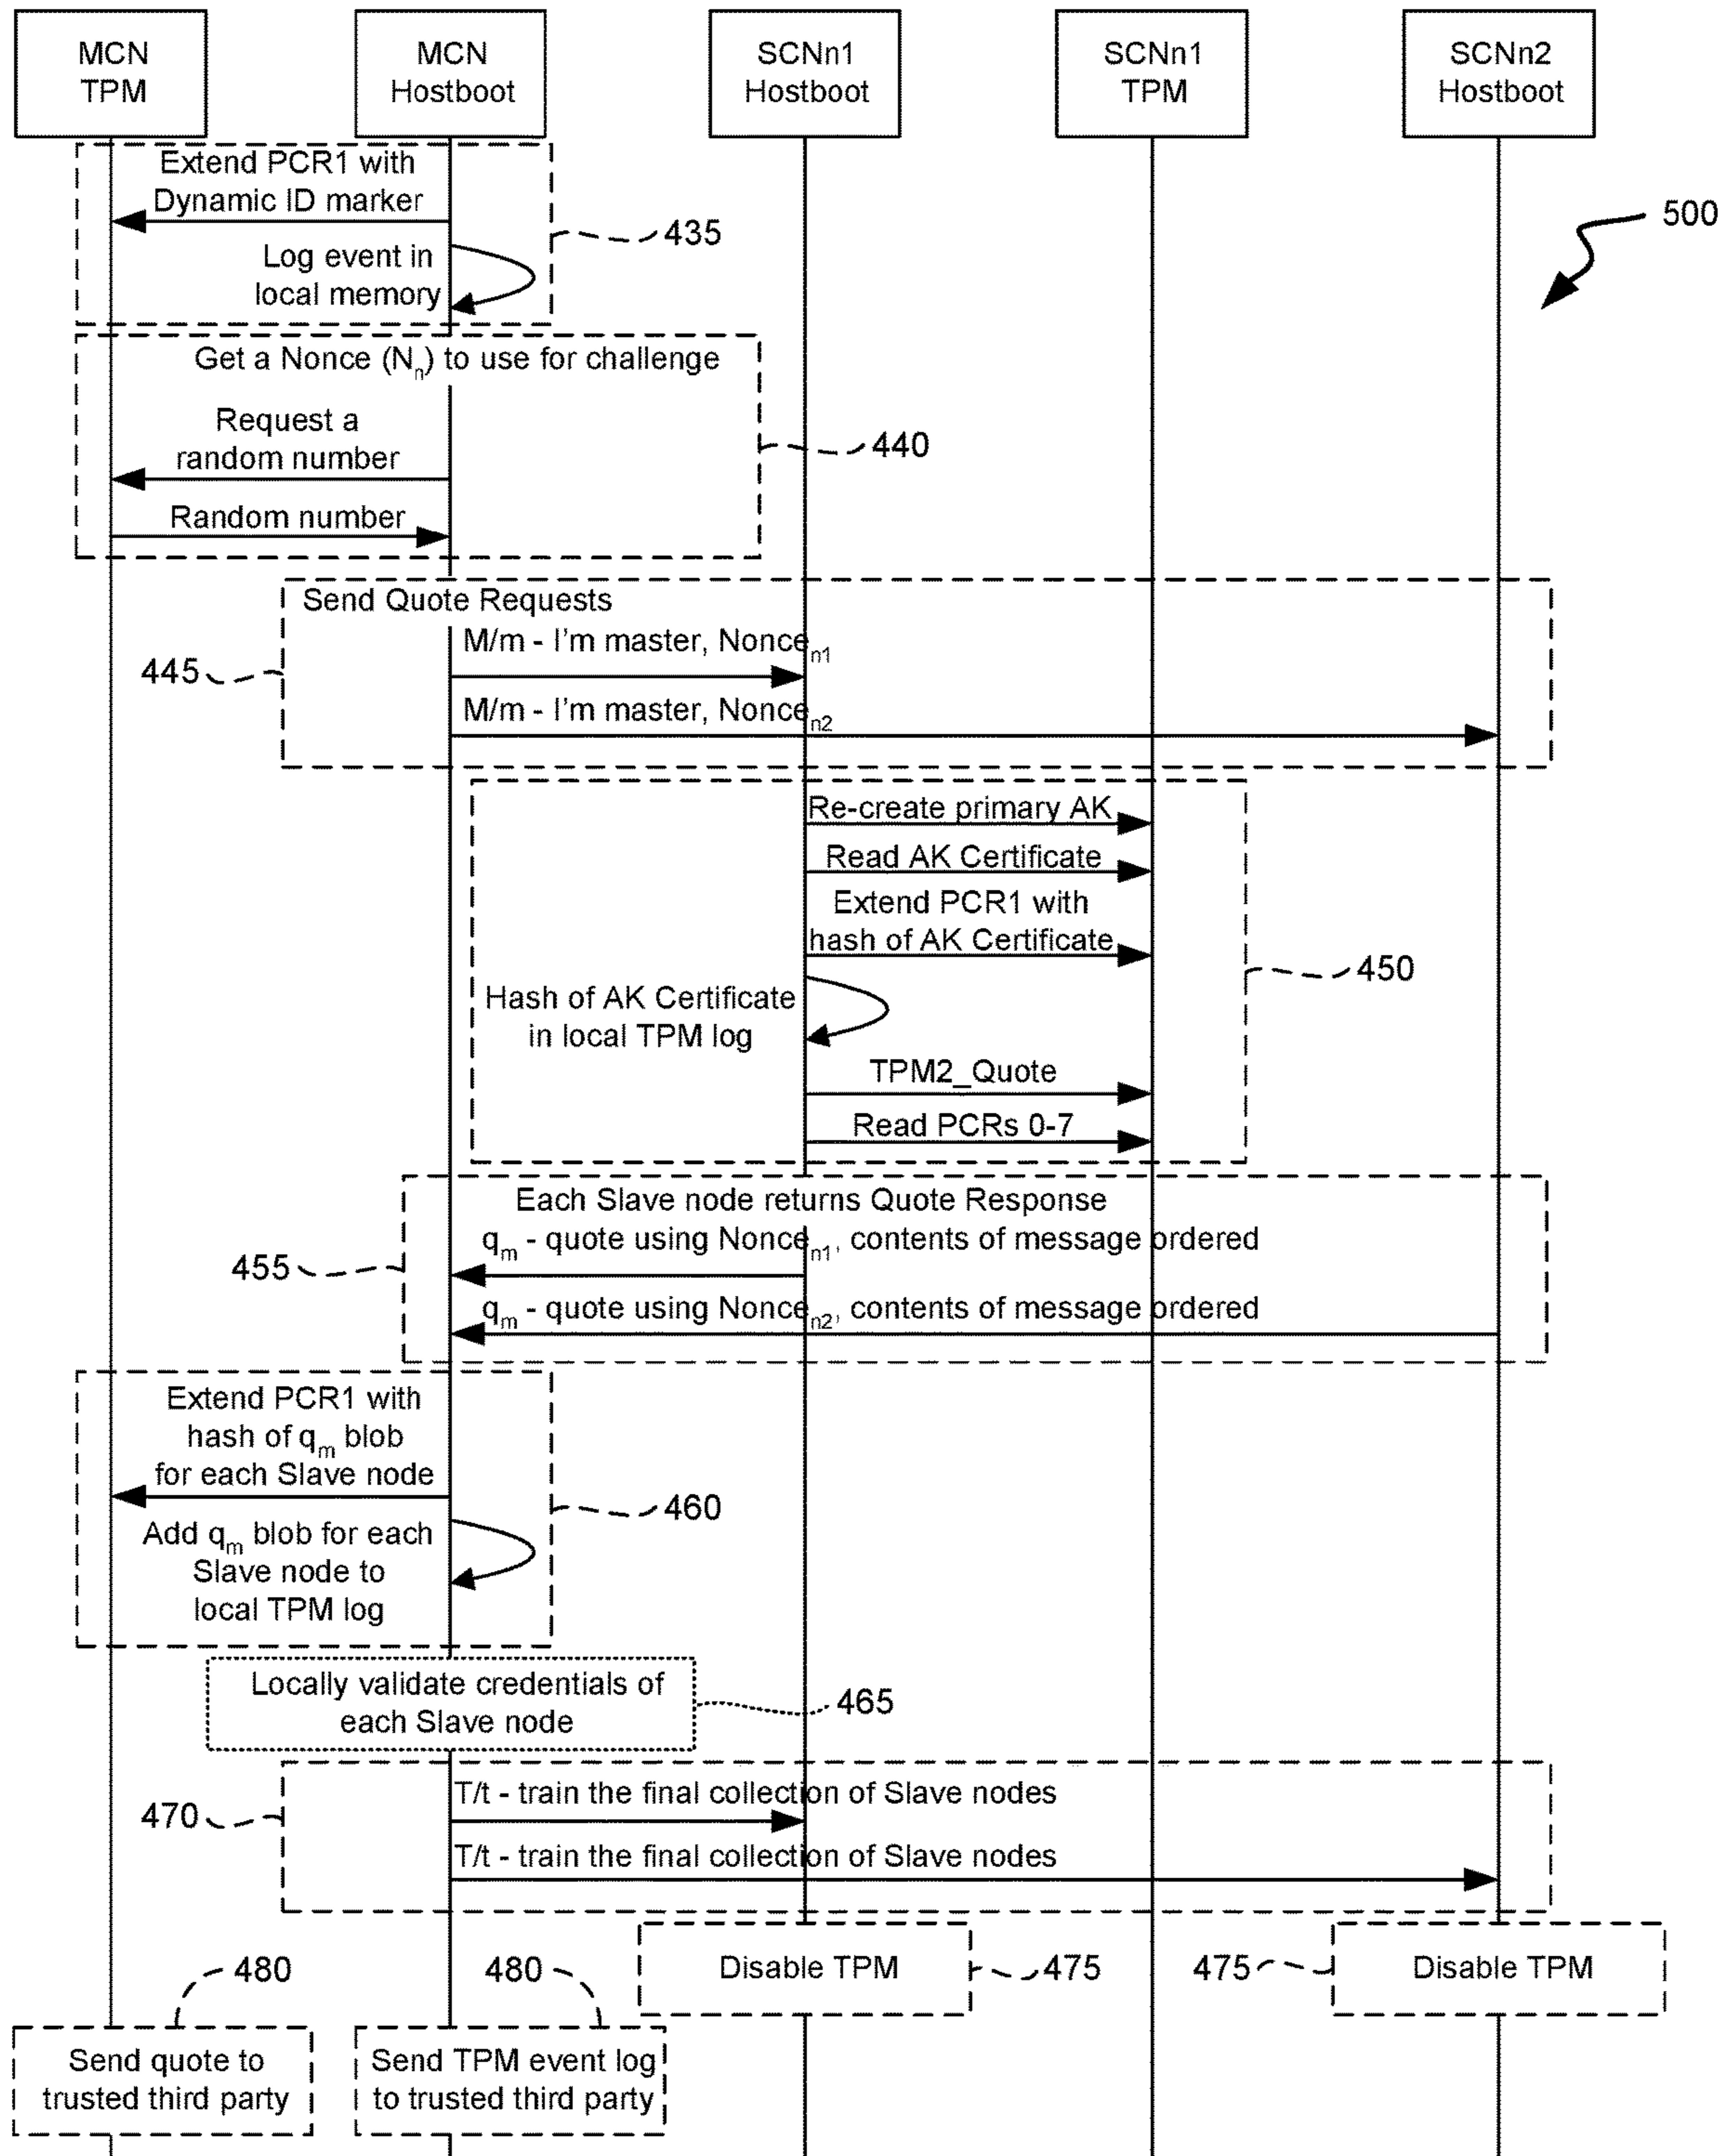 MCN
TPM
MCN
Hostboot
SCNn1
Hostboot
SCNn1
TPM
SCNn2
Hostboot
Extend PCR1 with
Dynamic ID marker
Log event in
local memory
435
500
Get a Nonce (Nn) to use for challenge
Request a
random number
Random number
440
Send Quote Requests
M/m - I'm master, Noncen1
M/m - I'm master, Noncen2
445
Re-create primary AK
Read AK Certificate
Extend PCR1 with
hash of AK Certificate
Hash of AK Certificate
in local TPM log
TPM2_Quote
Read PCRs 0-7
450
Each Slave node returns Quote Response
qm - quote using Noncen1, contents of message ordered
qm - quote using Noncen2, contents of message ordered
455
Extend PCR1 with
hash of qm blob
for each Slave node
Add qm blob for each
Slave node to
local TPM log
460
Locally validate credentials of
each Slave node
465
T/t - train the final collection of Slave nodes
T/t - train the final collection of Slave nodes
470
Disable TPM
475
475
Disable TPM
480
480
Send quote to
trusted third party
Send TPM event log
to trusted third party